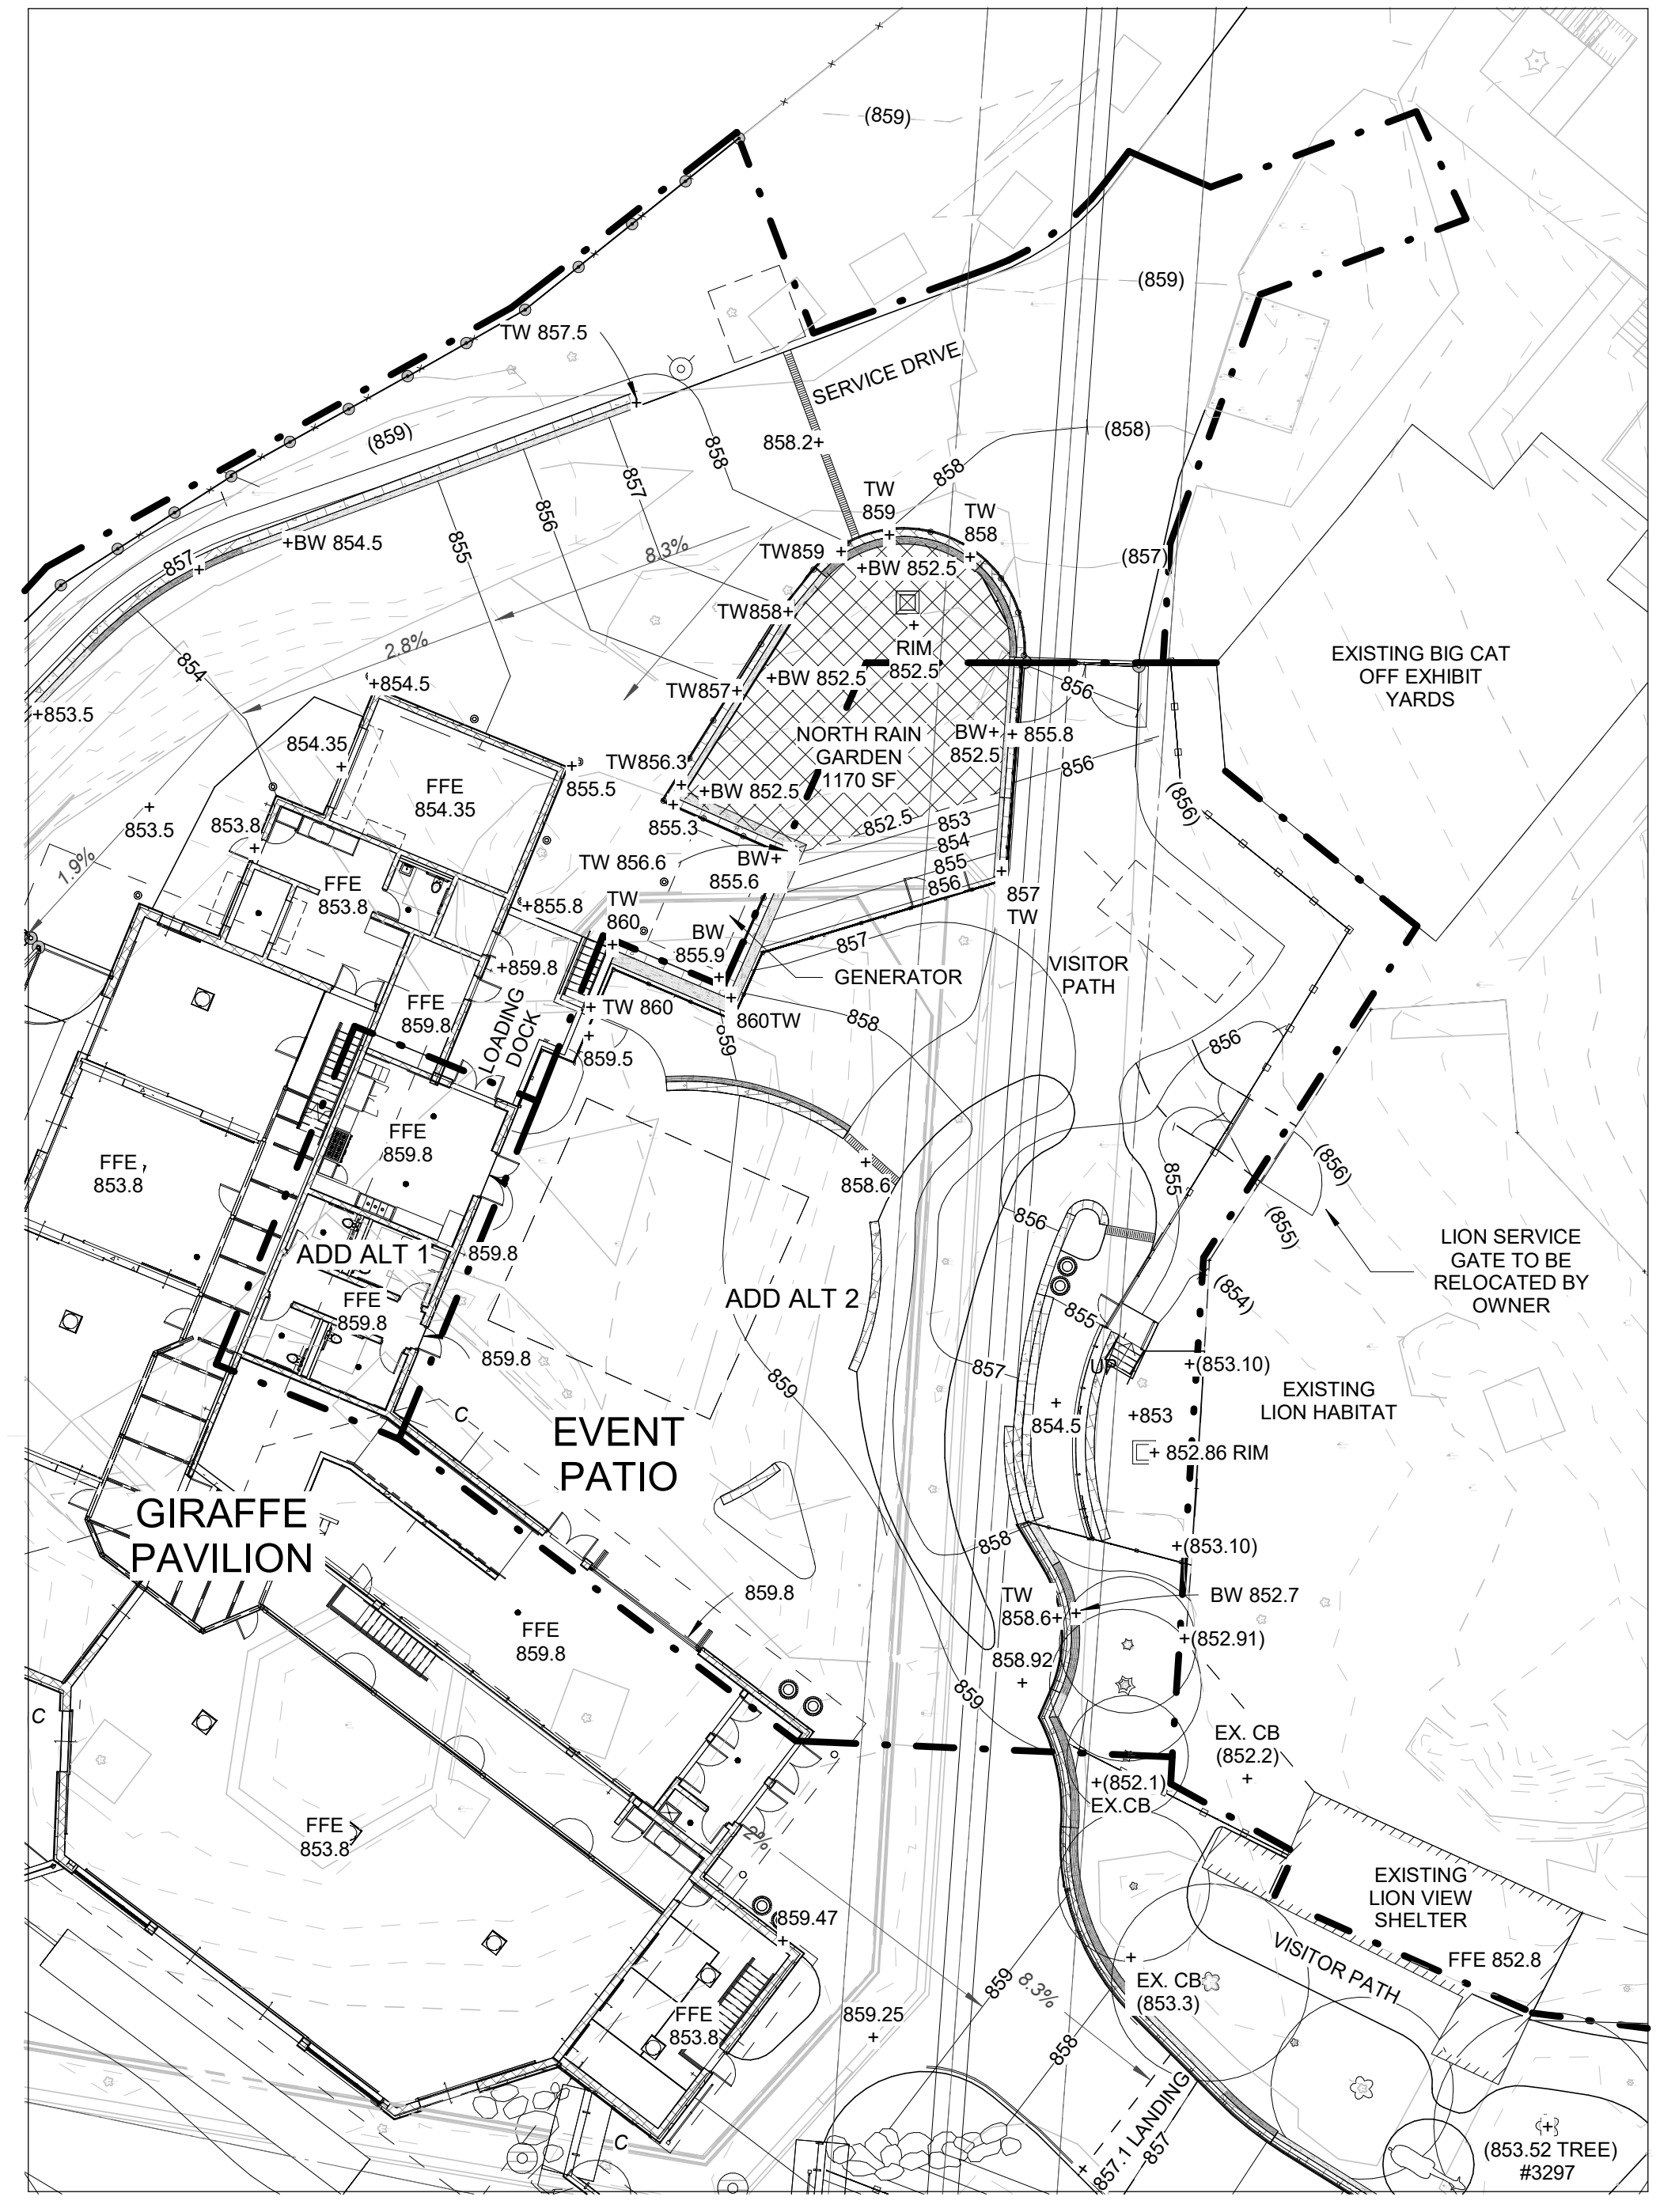 (859)
(859)
TW 857.5
SERVICE DRIVE
(859)
858
858.2+
(858)
858
857
TW
859
TW
858
856
855
+BW 854.5
857
8.3%
TW859
+BW 852.5
(857)
TW858+
2.8%
854
RIM
852.5
EXISTING BIG CAT
OFF EXHIBIT
YARDS
+854.5
TW857+
+BW 852.5
856
+853.5
854.35
NORTH RAIN
GARDEN
1170 SF
BW+
852.5
+ 855.8
TW856.3
856
FFE
854.35
855.5
+BW 852.5
(856)
853.5
853.8
855.3
852.5
853
854
855
856
1.9%
TW 856.6
BW+
855.6
FFE
853.8
+855.8
TW
860
857
TW
BW
855.9
857
VISITOR
PATH
+859.8
GENERATOR
FFE
859.8
LOADING
DOCK
TW 860
860TW
858
859
859.5
856
FFE
859.8
FFE
853.8
858.6
(856)
855
(855)
856
859.8
ADD ALT 1
LION SERVICE
GATE TO BE
RELOCATED BY
OWNER
(854)
FFE
859.8
ADD ALT 2
855
859.8
UP
+(853.10)
857
859
EXISTING
LION HABITAT
C
+853
854.5
EVENT
PATIO
+ 852.86 RIM
GIRAFFE
PAVILION
858
+(853.10)
859.8
TW
858.6+
BW 852.7
FFE
859.8
+(852.91)
858.92
859
C
EX. CB
(852.2)
+(852.1)
EX.CB
FFE
853.8
2%
EXISTING
LION VIEW
SHELTER
859.47
VISITOR PATH
FFE 852.8
859
8.3%
EX. CB
(853.3)
FFE
853.8
859.25
858
857.1 LANDING
857
C
(853.52 TREE)
#3297